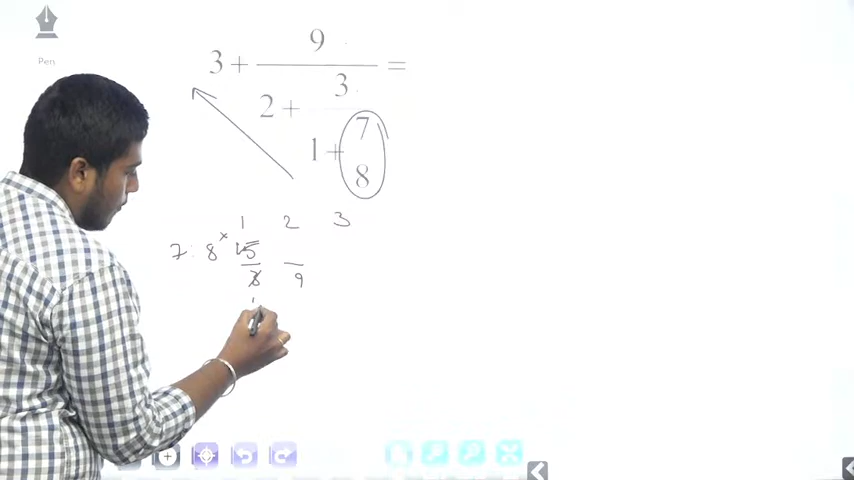 Pen
9
3 + ─ =
3
2 +
7
1 +
8
1 2 3
7 : 8 × 15
8 9